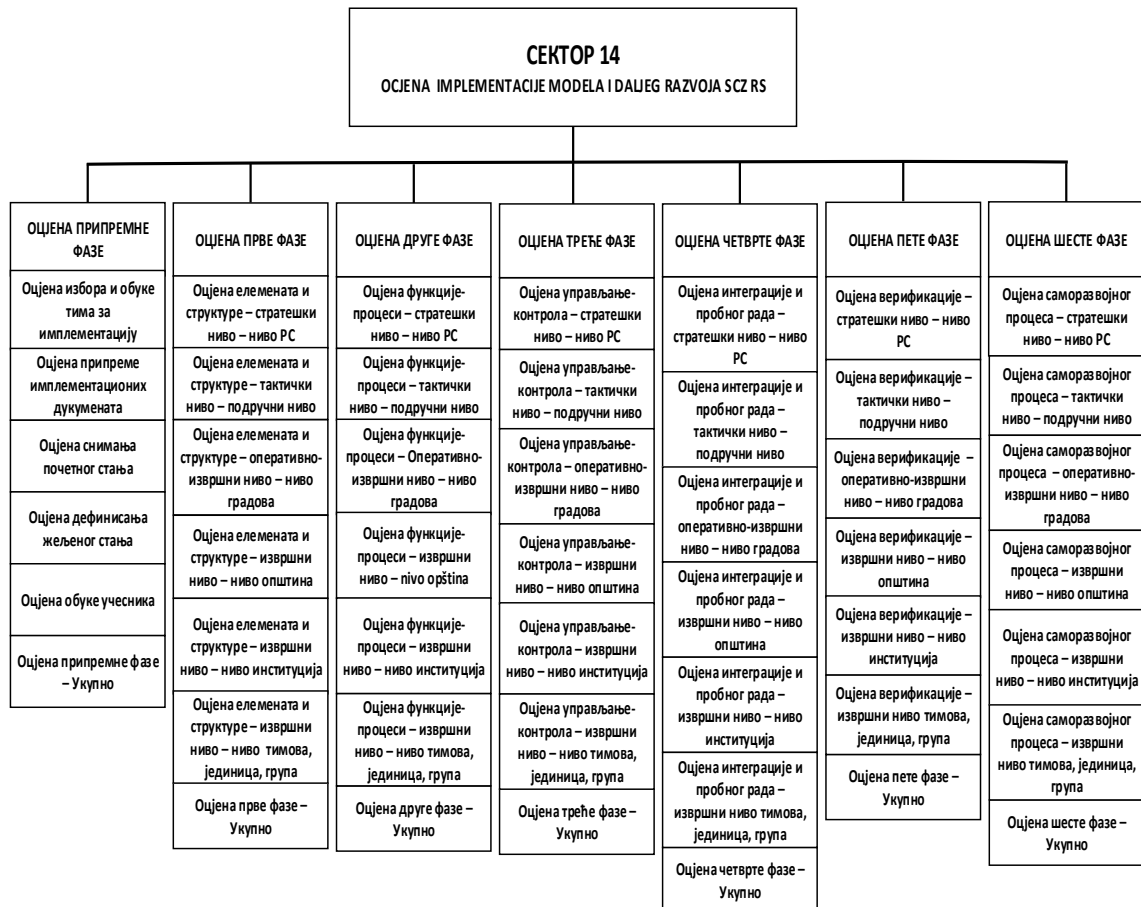 СЕКТОР 14
ОСЈЕНА IMPLEMENTACIJE MODELA I DALJEG RAZVOJA SCZ RS
ОЦЈЕНА ПРИПРЕМНЕ
ФАЗЕ
Оцјена избора и обуке
тима за
имплементацију
Оцјена припреме
имплементационих
дукумената
Оцјена снимања
почетног стања
Оцјена дефинисања
жељеног стања
Оцјена обуке учесника
Оцјена припремне фазе
– Укупно
ОЦЈЕНА ПРВЕ ФАЗЕ
Оцјена елемената и
структуре – стратешки
ниво – ниво РС
Оцјена елемената и
структуре – тактички
ниво – подручни ниво
Оцјена елемената и
структуре – оперативно-
извршни ниво – ниво
градова
Оцјена елемената и
структуре – извршни
ниво – ниво општина
Оцјена елемената и
структуре – извршни
ниво – ниво институција
Оцјена елемената и
структуре – извршни
ниво – ниво тимова,
јединица, група
Оцјена прве фазе –
Укупно
ОЦЈЕНА ДРУГЕ ФАЗЕ
Оцјена функције-
процеси – стратешки
ниво – ниво РС
Оцјена функције-
процеси – тактички
ниво – подручни ниво
Оцјена функције-
процеси – Оперативно-
извршни ниво – ниво
градова
Оцјена функције-
процеси – извршни
ниво – nivo opština
Оцјена функције-
процеси – извршни
ниво – ниво институција
Оцјена функције-
процеси – извршни
ниво – ниво тимова,
јединица, група
Оцјена друге фазе –
Укупно
ОЦЈЕНА ТРЕЋЕ ФАЗЕ
Оцјена управљање-
контрола – стратешки
ниво – ниво РС
Оцјена управљање-
контрола – тактички
ниво – подручни ниво
Оцјена управљање-
контрола – оперативно-
извршни ниво – ниво
градова
Оцјена управљање-
контрола – извршни
ниво – ниво општина
Оцјена управљање-
контрола – извршни
ниво – ниво институција
Оцјена управљање-
контрола – извршни
ниво – ниво тимова,
јединица, група
Оцјена треће фазе –
Укупно
ОЦЈЕНА ЧЕТВРТЕ ФАЗЕ
Оцјена интеграције и
пробног рада –
стратешки ниво – ниво
РС
Оцјена интеграције и
пробног рада –
тактички ниво –
подручни ниво
Оцјена интеграције и
пробног рада –
оперативно-извршни
ниво – ниво градова
Оцјена интеграције и
пробног рада –
извршни ниво – ниво
општина
Оцјена интеграције и
пробног рада –
извршни ниво – ниво
институција
Оцјена интеграције и
пробног рада –
извршни ниво тимова,
јединица, група
Оцјена четврте фазе –
Укупно
ОЦЈЕНА ПЕТЕ ФАЗЕ
Оцјена верификације –
стратешки ниво – ниво
РС
Оцјена верификације –
тактички ниво –
подручни ниво
Оцјена верификације –
оперативно-извршни
ниво – ниво градова
Оцјена верификације –
извршни ниво – ниво
општина
Оцјена верификације –
извршни ниво – ниво
институција
Оцјена верификације –
извршни ниво тимова,
јединица, група
Оцјена пете фазе –
Укупно
ОЦЈЕНА ШЕСТЕ ФАЗЕ
Оцјена саморазвојног
процеса – стратешки
ниво – ниво РС
Оцјена саморазвојног
процеса – тактички
ниво – подручни ниво
Оцјена саморазвојног
процеса – оперативно-
извршни ниво – ниво
градова
Оцјена саморазвојног
процеса – извршни
ниво – ниво општина
Оцјена саморазвојног
процеса – извршни
ниво – ниво институција
Оцјена саморазвојног
процеса – извршни
ниво тимова, јединица,
група
Оцјена шесте фазе –
Укупно